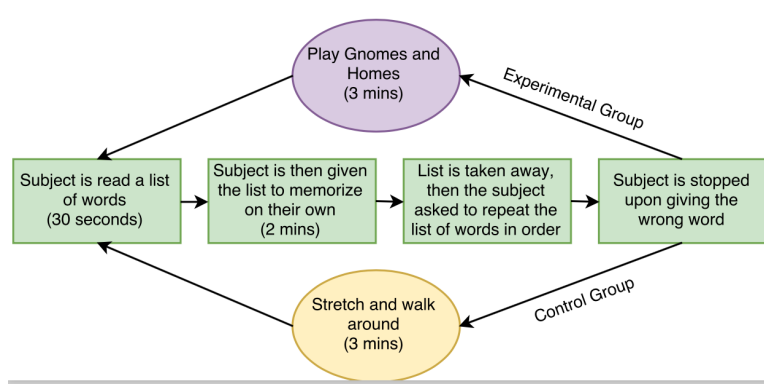 Play Gnomes and
Homes
(3 mins)
Experimental Group
Subject is read a list
of words
(30 seconds)
Subject is then given
the list to memorize
on their own
(2 mins)
List is taken away,
then the subject
asked to repeat the
list of words in order
Subject is stopped
upon giving the
wrong word
Stretch and walk
around
(3 mins)
Control Group